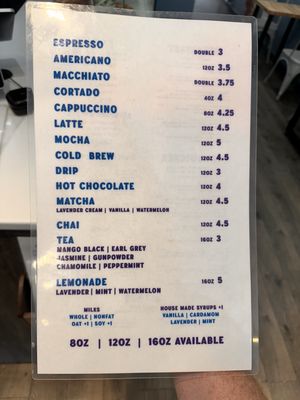 ESPRESSO DOUBLE 3
AMERICANO 12OZ 3.5
MACCHIATO DOUBLE 3.75
CORTADO 4OZ 4
CAPPUCCINO 8OZ 4.25
LATTE 12OZ 4.5
MOCHA 12OZ 5
COLD BREW 12OZ 4.5
DRIP 12OZ 3
HOT CHOCOLATE 12OZ 4
MATCHA 12OZ 4.5
LAVENDER CREAM | VANILLA | WATERMELON
CHAI 12OZ 4.5
TEA 16OZ 3
MANGO BLACK | EARL GREY
JASMINE | GUNPOWDER
CHAMOMILE | PEPPERMINT
LEMONADE 16OZ 5
LAVENDER | MINT | WATERMELON
MILKS
WHOLE | NONFAT
OAT +1 | SOY +1
HOUSE MADE SYRUPS +1
VANILLA | CARDAMOM
LAVENDER | MINT
8OZ | 12OZ | 16OZ AVAILABLE